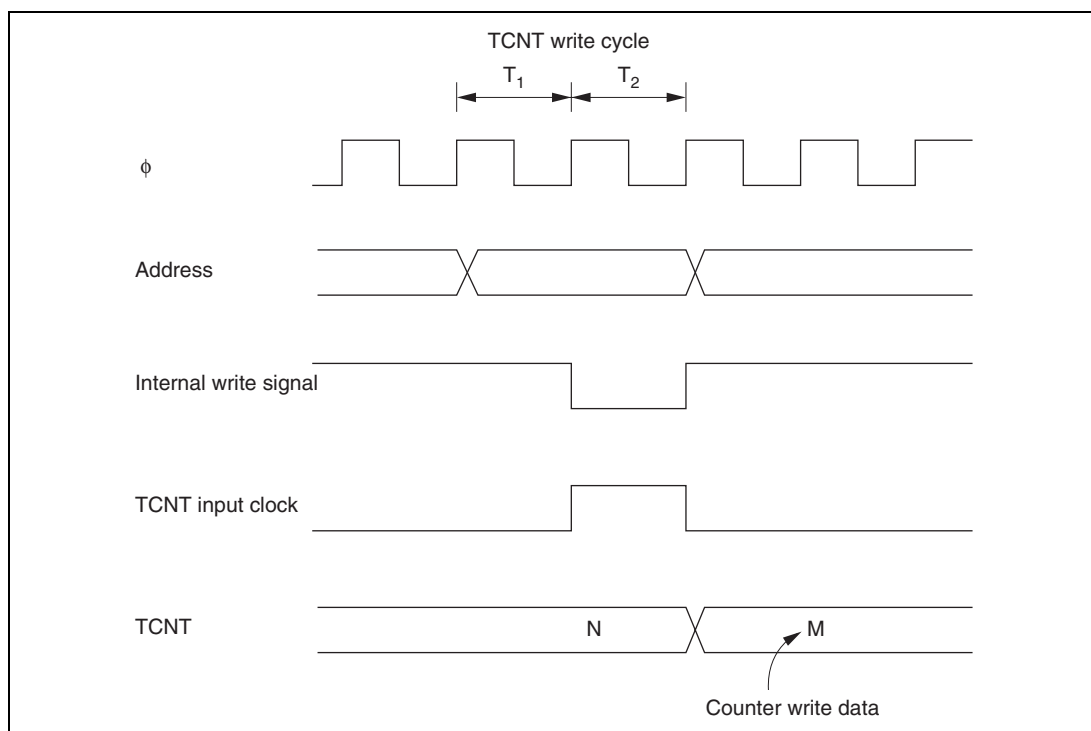 TCNT write cycle
T1 T2
ϕ
Address
Internal write signal
TCNT input clock
TCNT N M
Counter write data